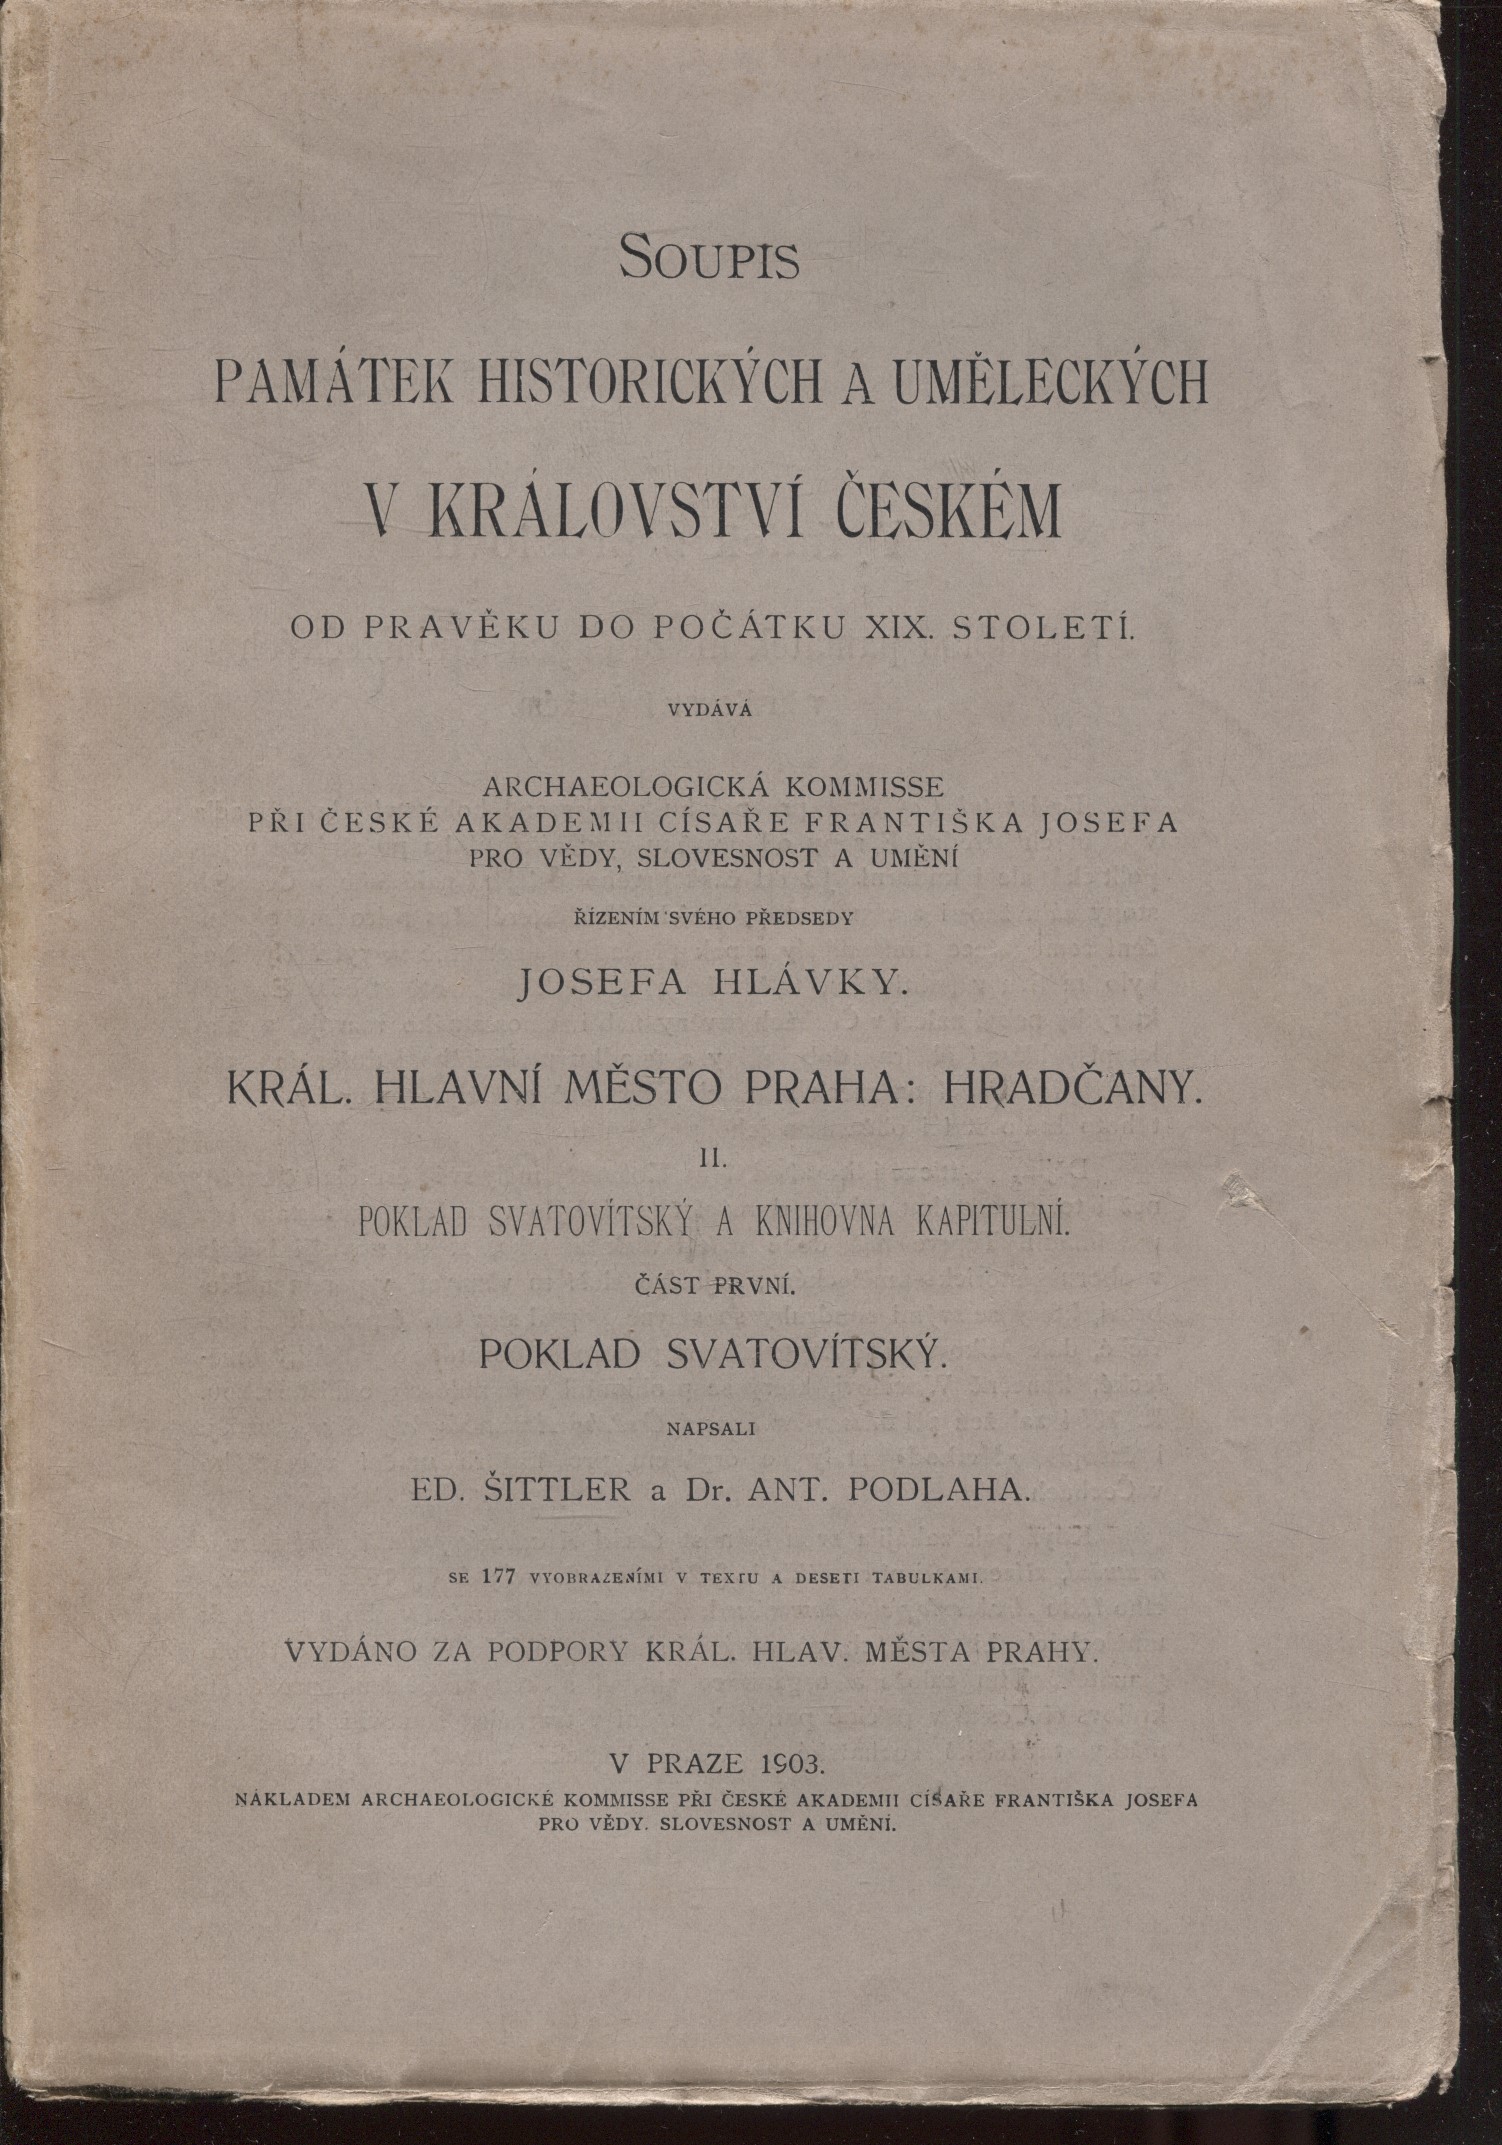 SOUPIS
PAMÁTEK HISTORICKÝCH A UMĚLECKÝCH
V KRÁLOVSTVÍ ČESKÉM
OD PRAVĚKU DO POČÁTKU XIX. STOLETÍ.
VYDÁVÁ
ARCHAEOLOGICKÁ KOMMISSE
PŘI ČESKÉ AKADEMII CÍSAŘE FRANTIŠKA JOSEFA
PRO VĚDY, SLOVESNOST A UMĚNÍ
ŘÍZENÍM SVÉHO PŘEDSEDY
JOSEFA HLÁVKY.
KRÁL. HLAVNÍ MĚSTO PRAHA: HRADČANY.
II.
POKLAD SVATOVÍTSKÝ A KNIHOVNA KAPITULNÍ.
ČÁST PRVNÍ.
POKLAD SVATOVÍTSKÝ.
NAPSALI
ED. ŠITTLER a Dr. ANT. PODLAHA.
SE 177 VYOBRAZENÍMI V TEXTU A DESETI TABULKAMI.
VYDÁNO ZA PODPORY KRÁL. HLAV. MĚSTA PRAHY.
V PRAZE 1903.
NÁKLADEM ARCHAEOLOGICKÉ KOMMISSE PŘI ČESKÉ AKADEMII CÍSAŘE FRANTIŠKA JOSEFA
PRO VĚDY. SLOVESNOST A UMĚNÍ.